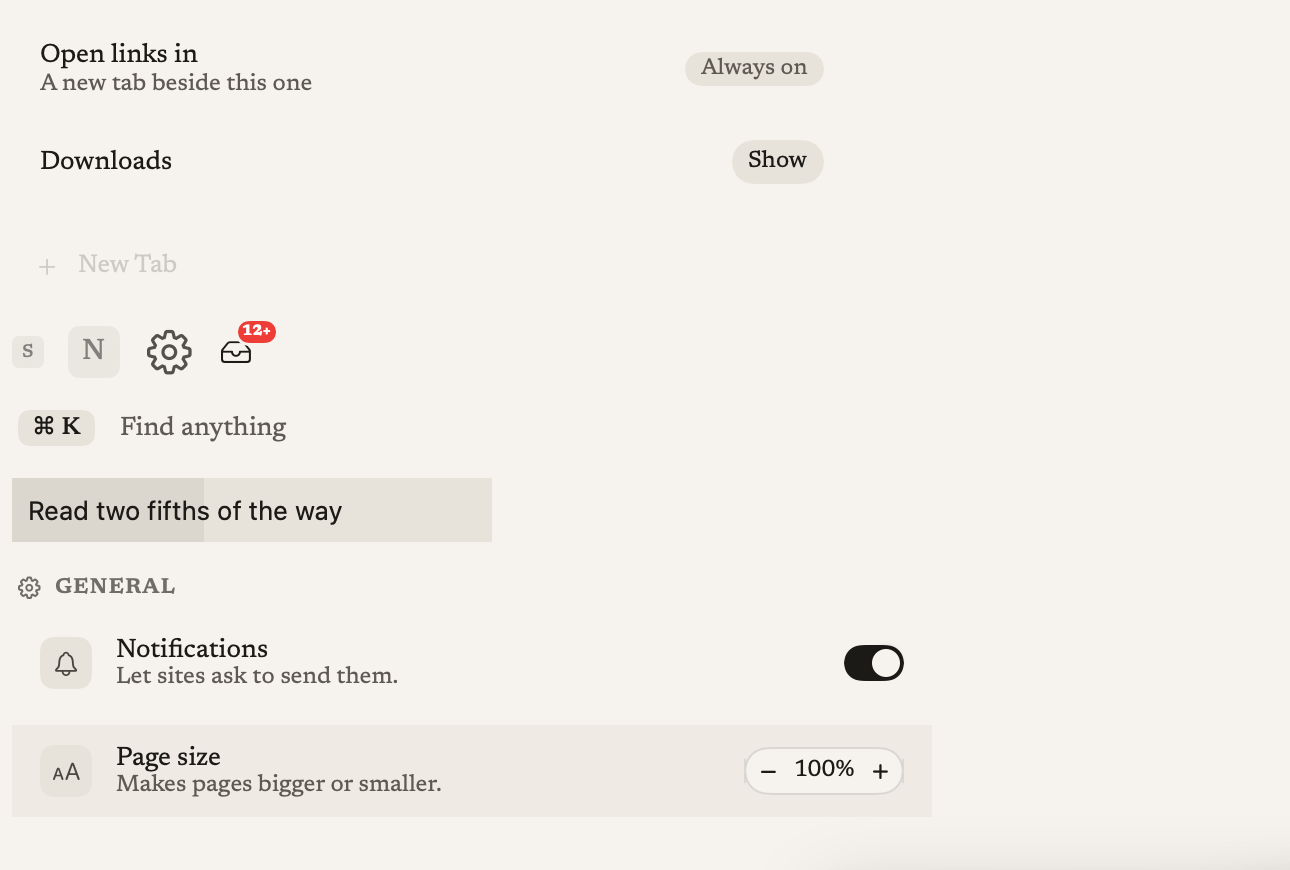 Open links in
Always on
A new tab beside this one
Downloads
Show
+ New Tab
S
N
12+
⌘ K
Find anything
Read two fifths of the way
GENERAL
Notifications
Let sites ask to send them.
AA
Page size
Makes pages bigger or smaller.
− 100% +